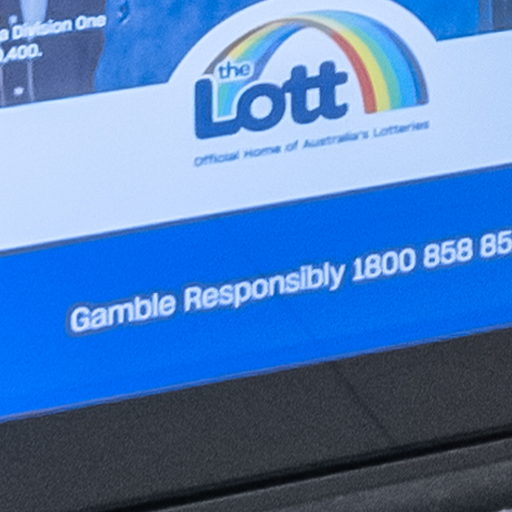 a Division One
,400.
the
Lott
Official Home of Australia's Lotteries
Gamble Responsibly 1800 858 85